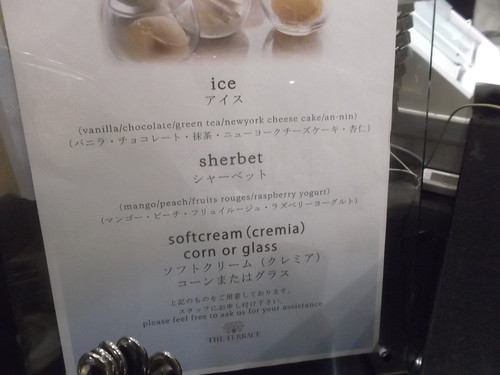 ice
アイス
(vanilla/chocolate/green tea/newyork cheese cake/an-nin)
(バニラ・チョコレート・抹茶・ニューヨークチーズケーキ・杏仁)
sherbet
シャーベット
(mango/peach/fruits rouges/raspberry yogurt)
(マンゴー・ピーチ・フリュイルージュ・ラズベリーヨーグルト)
softcream (cremia)
corn or glass
ソフトクリーム (クレミア)
コーンまたはグラス
上記のものをご用意しております。
スタッフにお申し付け下さい。
please feel free to ask us for your assistance
THE TERRACE